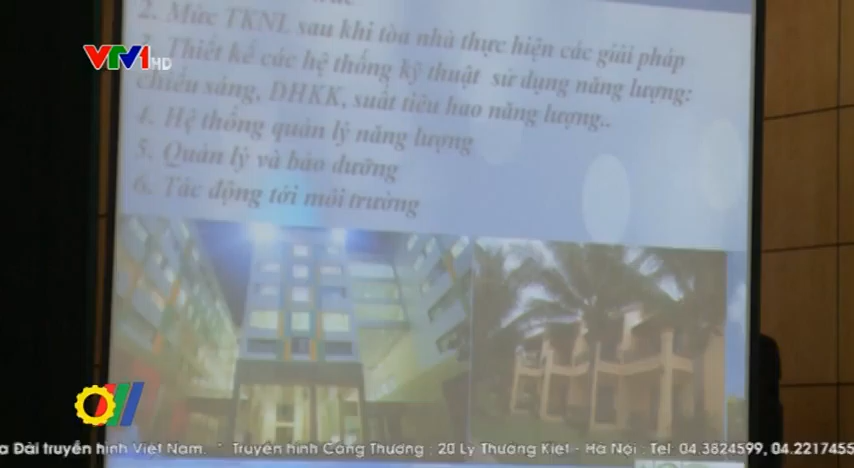 2. Mức TKNL sau khi tòa nhà thực hiện các giải pháp
VTV1 HD
3. Thiết kế các hệ thống kỹ thuật sử dụng năng lượng:
chiếu sáng, ĐHKK, suất tiêu hao năng lượng..
4. Hệ thống quản lý năng lượng
5. Quản lý và bảo dưỡng
6. Tác động tới môi trường
a Đài truyền hình Việt Nam. * Truyền hình Công Thương : 20 Lý Thường Kiệt - Hà Nội : Tel: 04.3824599, 04.2217455